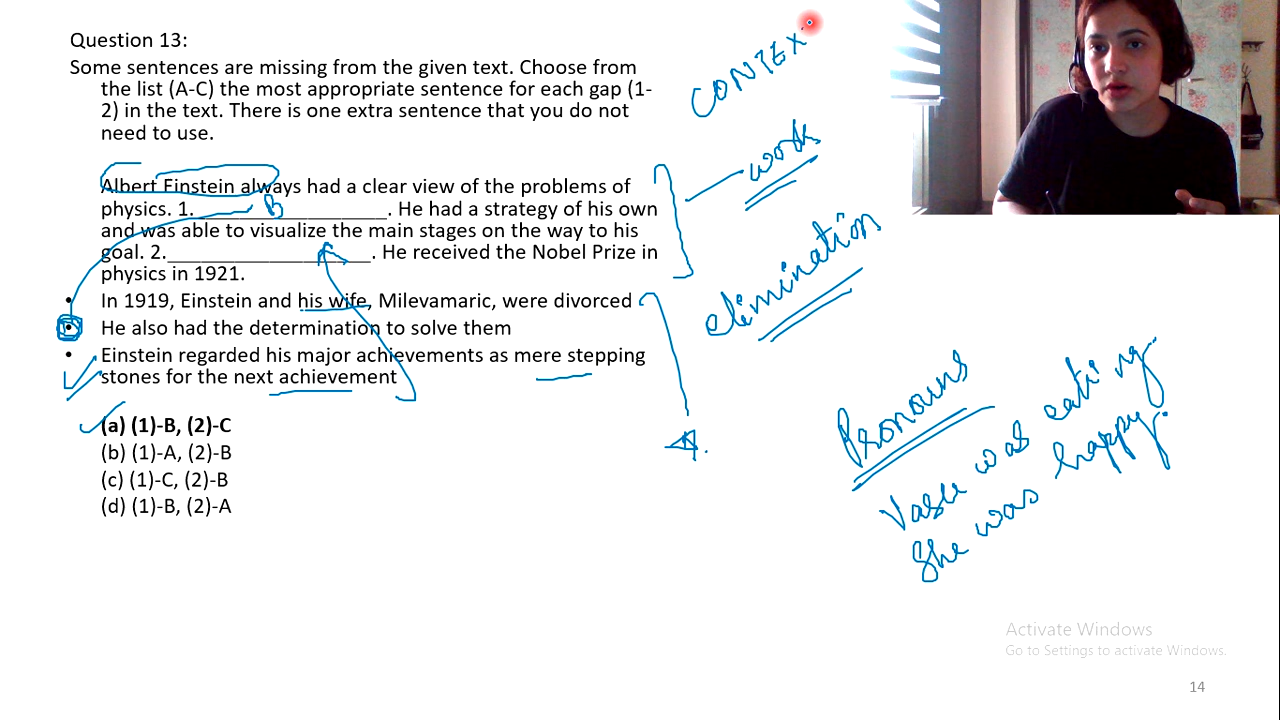 Question 13:
Some sentences are missing from the given text. Choose from
the list (A-C) the most appropriate sentence for each gap (1-
2) in the text. There is one extra sentence that you do not
need to use.
Albert Einstein always had a clear view of the problems of
physics. 1.___________________. He had a strategy of his own
B
and was able to visualize the main stages on the way to his
goal. 2.___________________. He received the Nobel Prize in
physics in 1921.
• In 1919, Einstein and his wife, Milevamaric, were divorced
• He also had the determination to solve them
• Einstein regarded his major achievements as mere stepping
stones for the next achievement
(a) (1)-B, (2)-C
(b) (1)-A, (2)-B
(c) (1)-C, (2)-B
(d) (1)-B, (2)-A
CONTEX
work
elimination
Pronouns
was eating.
She was happy.
Activate Windows
Go to Settings to activate Windows.
14